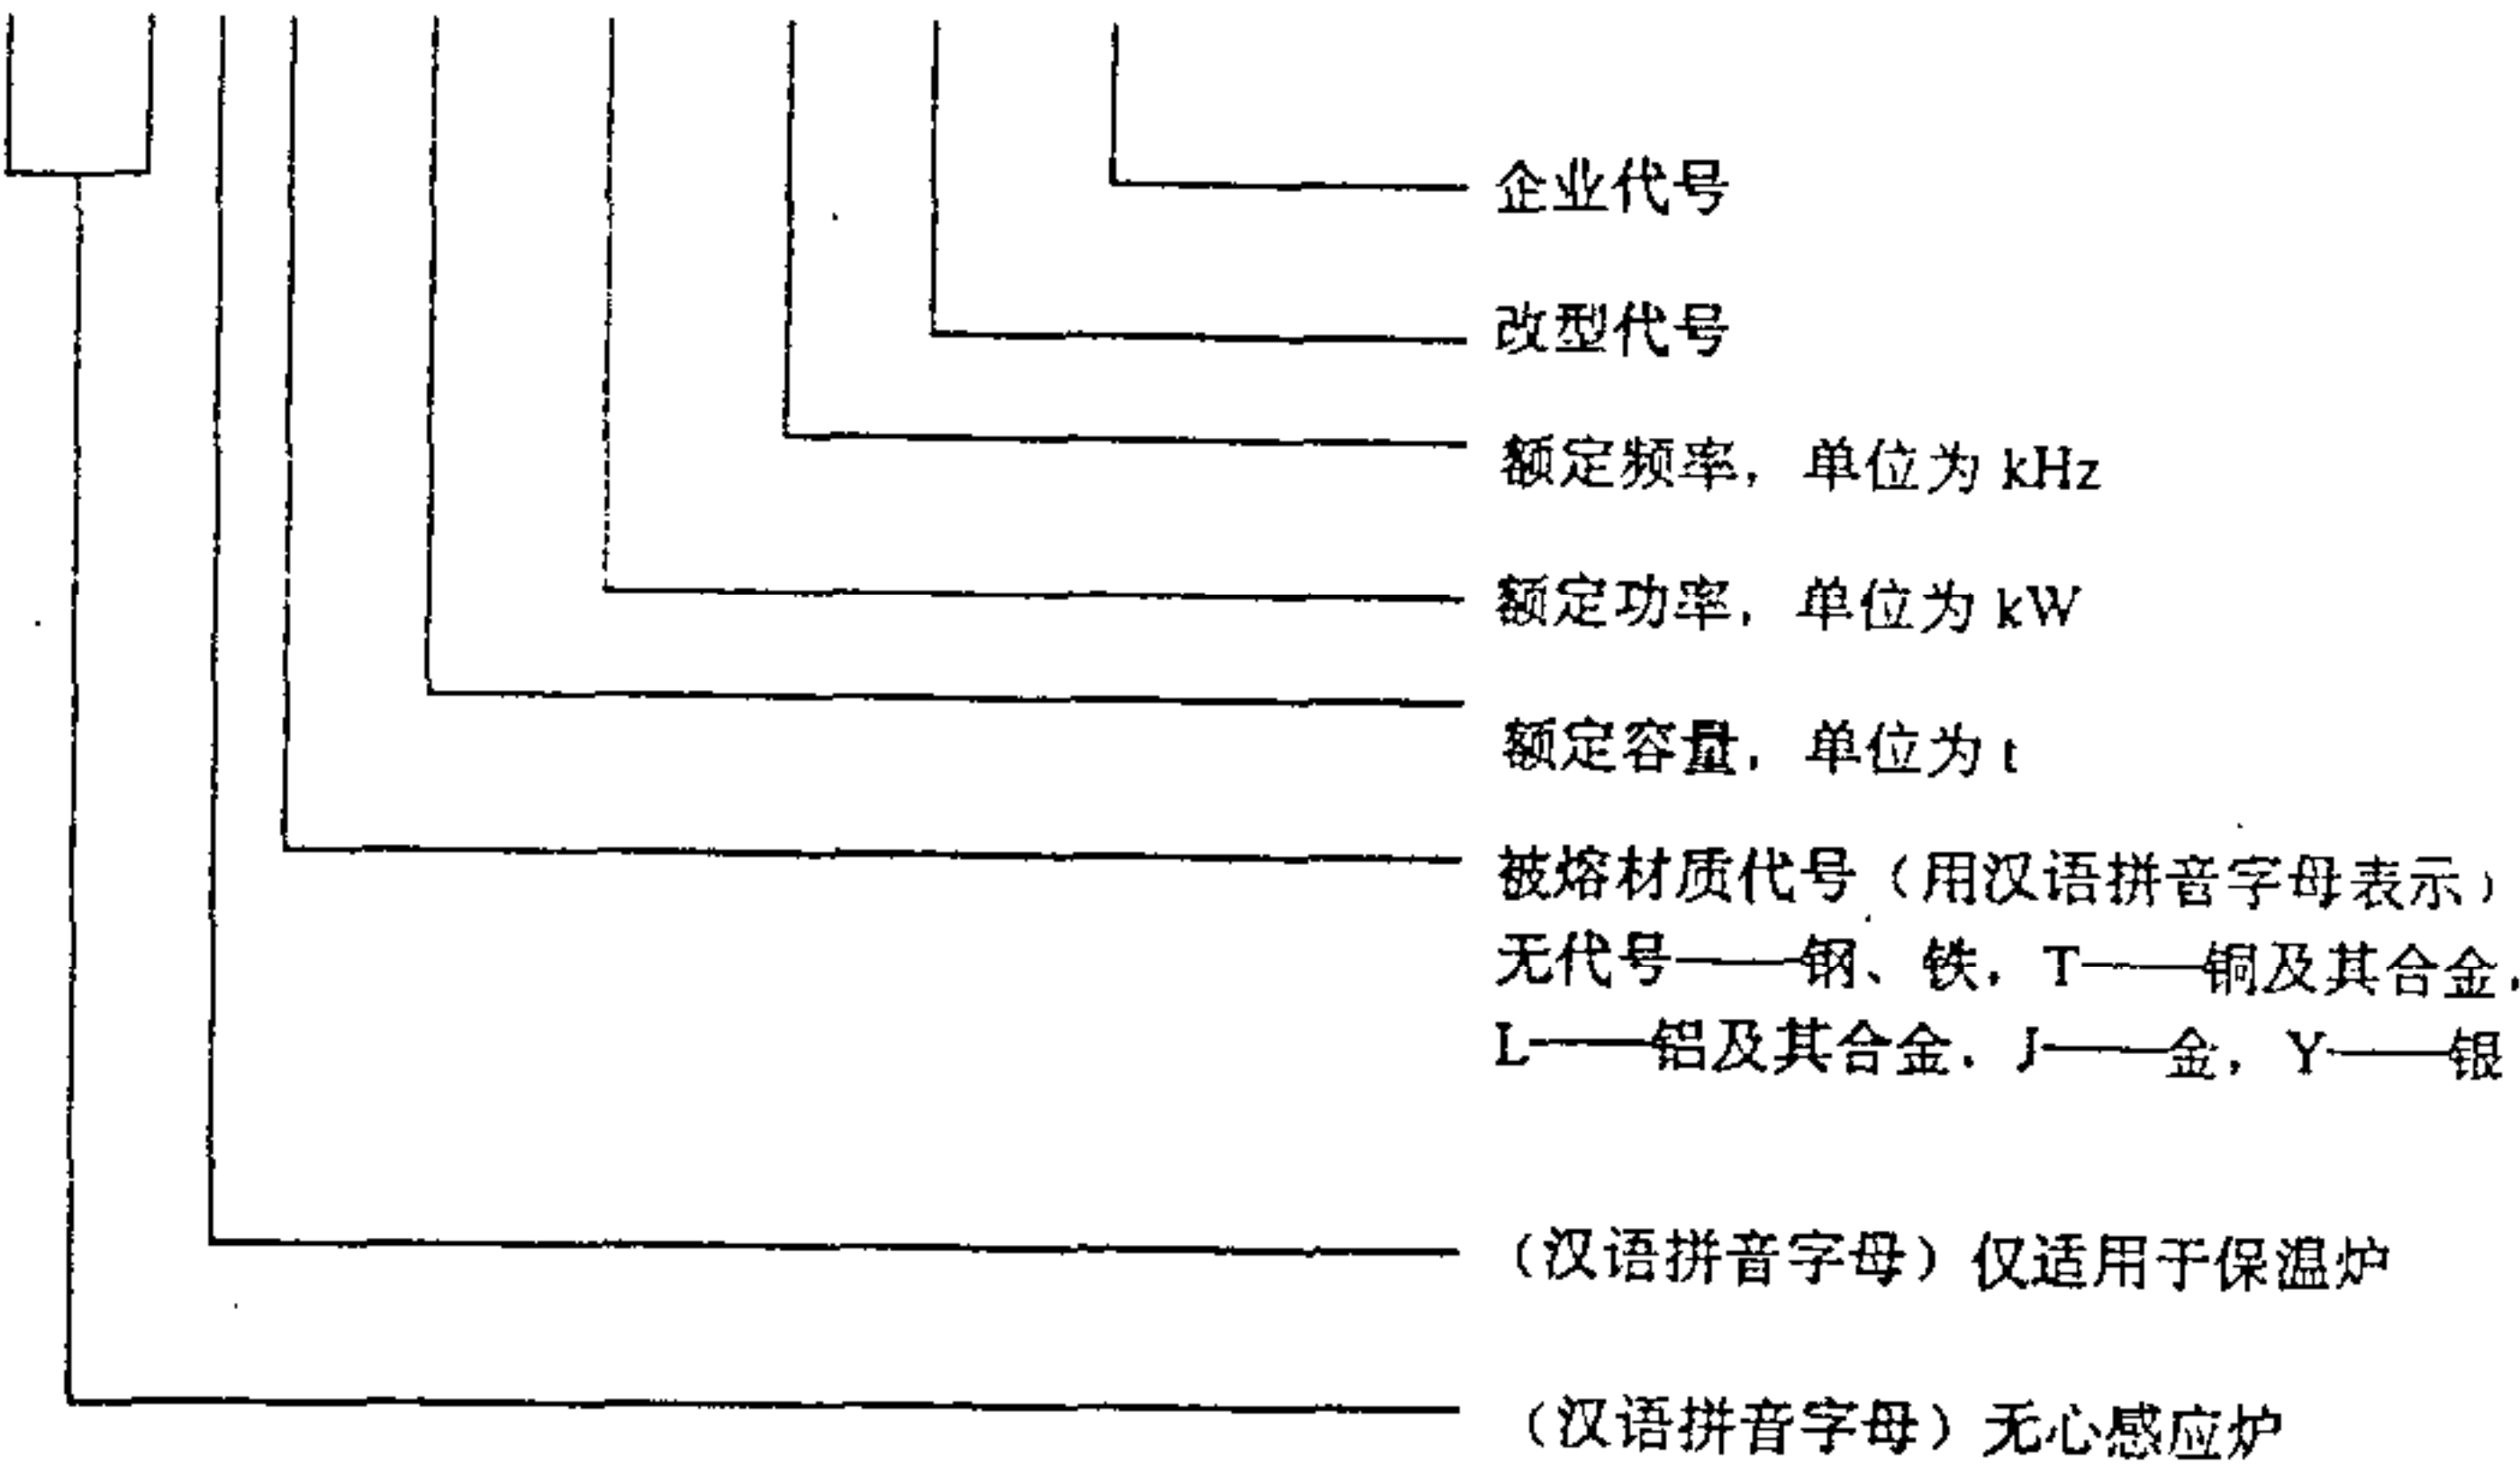 企业代号
改型代号
额定频率，单位为 kHz
额定功率，单位为 kW
额定容量，单位为 t
被熔材质代号（用汉语拼音字母表示）
无代号——钢、铁，T——铜及其合金，
L——铝及其合金，J——金，Y——银
（汉语拼音字母）仅适用于保温炉
（汉语拼音字母）无心感应炉